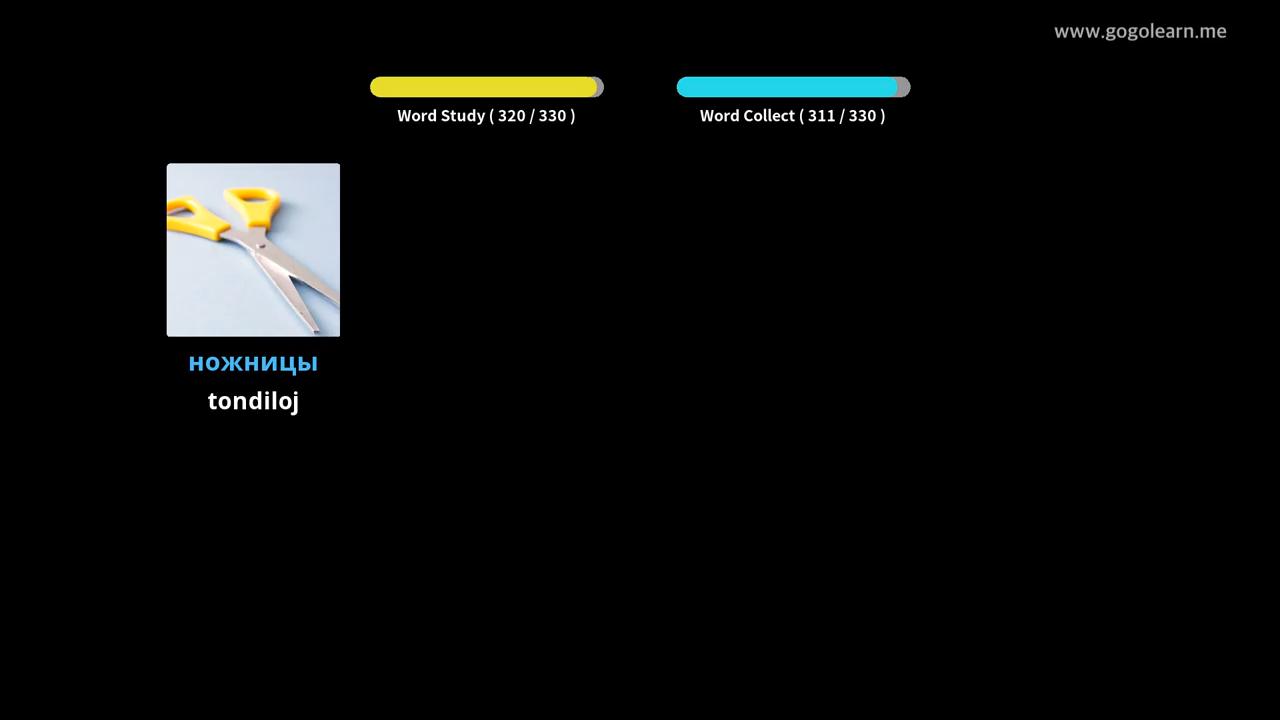 www.gogolearn.me
Word Study ( 320 / 330 )
Word Collect ( 311 / 330 )
ножницы
tondiloj